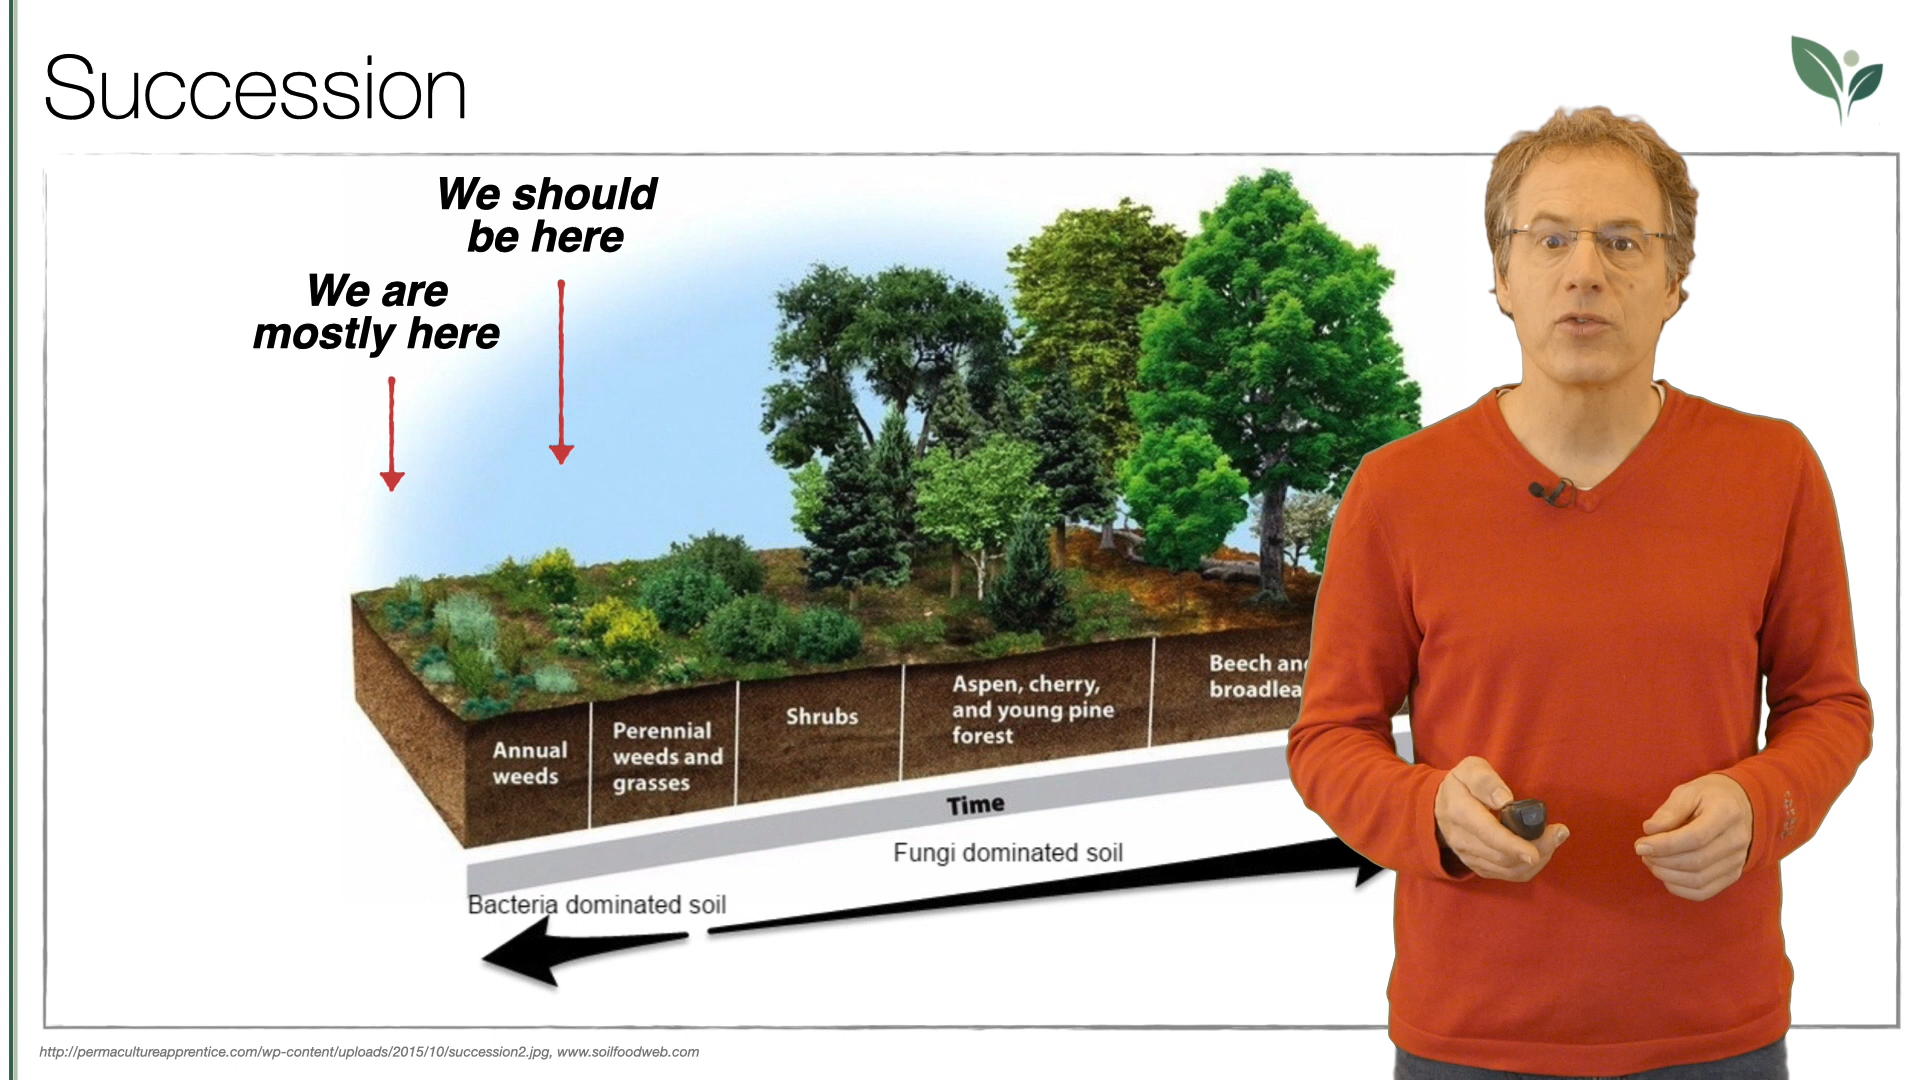 Succession
We should
be here
We are
mostly here
Annual
weeds
Perennial
weeds and
grasses
Shrubs
Aspen, cherry,
and young pine
forest
Beech
Time
Fungi dominated soil
Bacteria dominated soil
http://permacultureapprentice.com/wp-content/uploads/2015/10/succession2.jpg, www.soilfoodweb.com